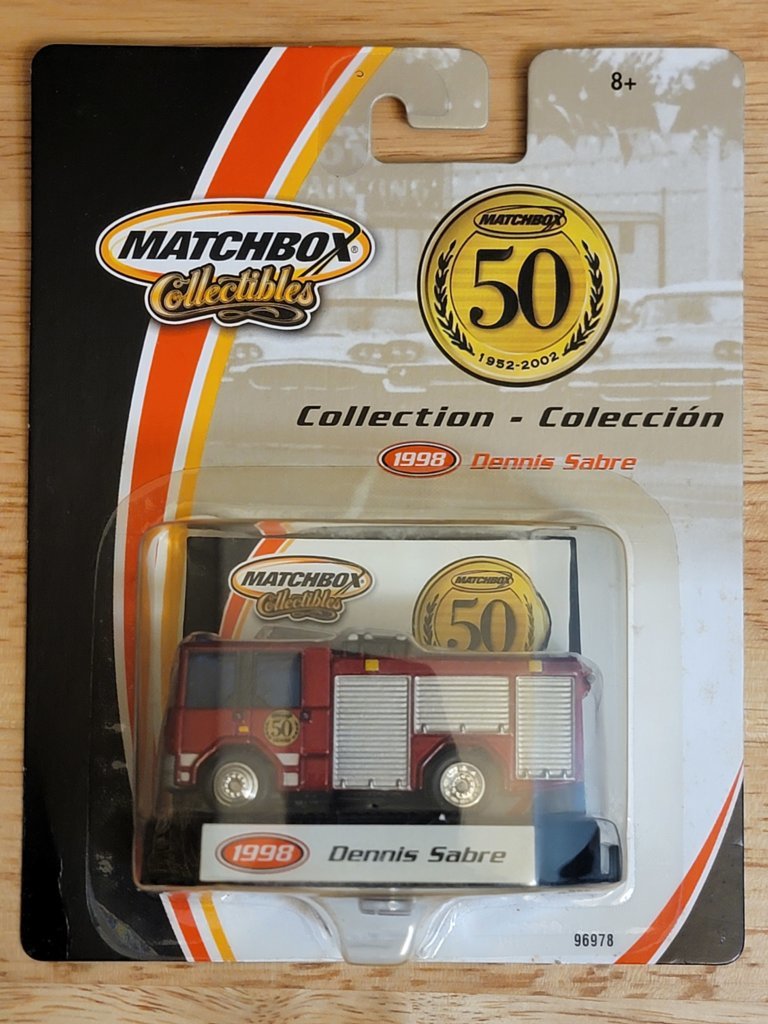 8+
MATCHBOX®
Collectibles
MATCHBOX
50
1952-2002
Collection - Colección
1998 Dennis Sabre
MATCHBOX
Collectibles
MATCHBOX
50
50
1998 Dennis Sabre
96978